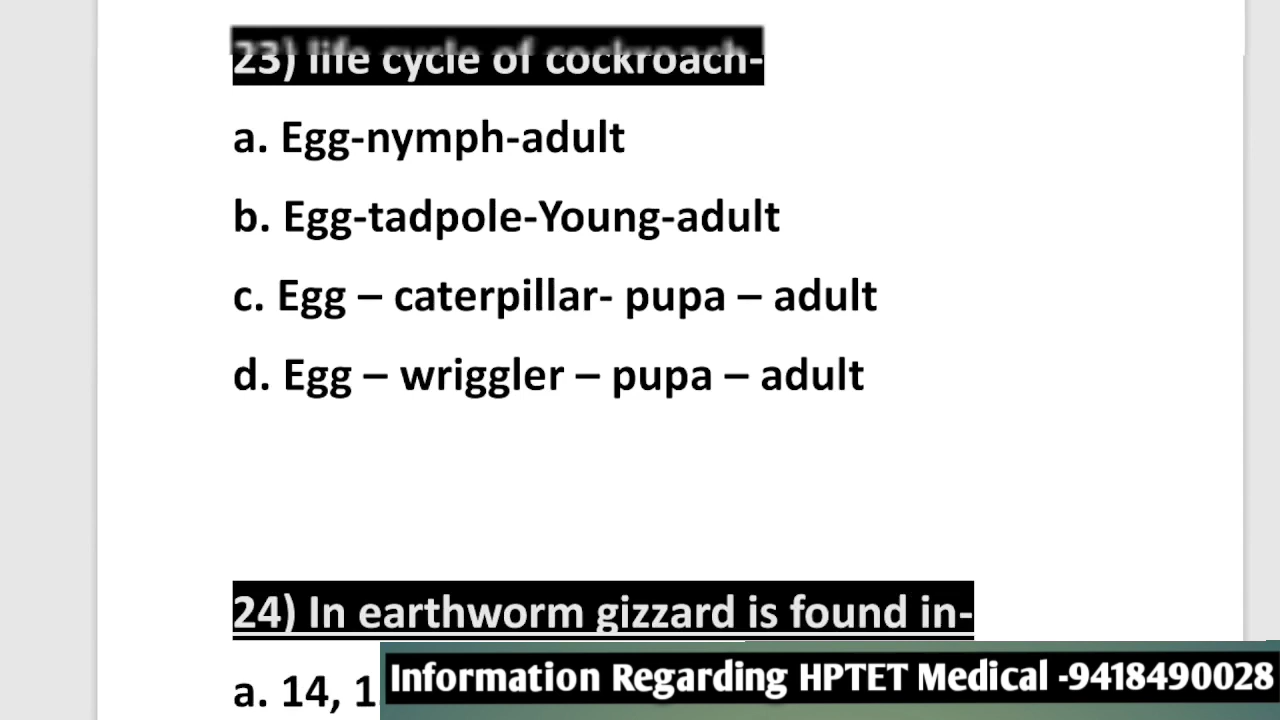 23) life cycle of cockroach-
a. Egg-nymph-adult
b. Egg-tadpole-Young-adult
c. Egg – caterpillar- pupa – adult
d. Egg – wriggler – pupa – adult
24) In earthworm gizzard is found in-
a. 14, 1
Information Regarding HPTET Medical -9418490028